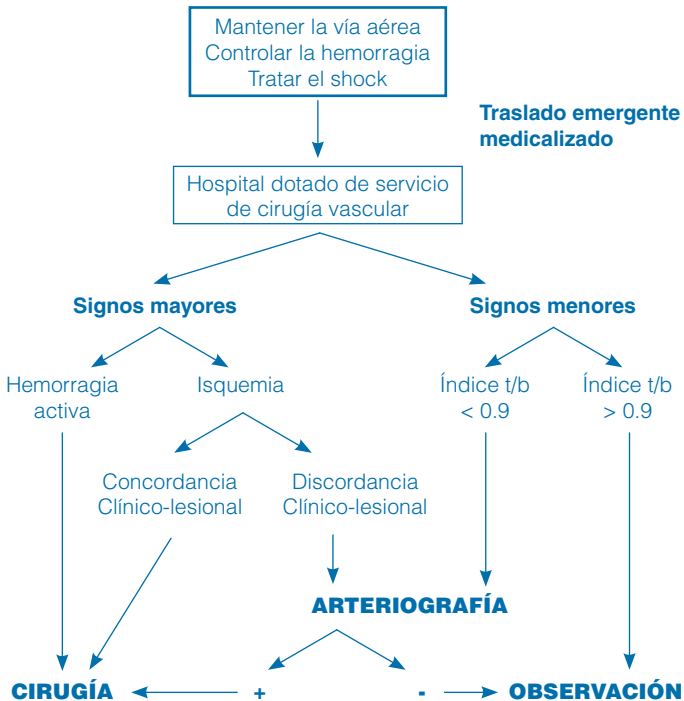 Mantener la vía aérea
Controlar la hemorragia
Tratar el shock
Traslado emergente
medicalizado
Hospital dotado de servicio
de cirugía vascular
Signos mayores
Signos menores
Hemorragia
activa
Isquemia
Índice t/b
< 0.9
Índice t/b
> 0.9
Concordancia
Clínico-lesional
Discordancia
Clínico-lesional
ARTERIOGRAFÍA
CIRUGÍA
+
-
OBSERVACIÓN